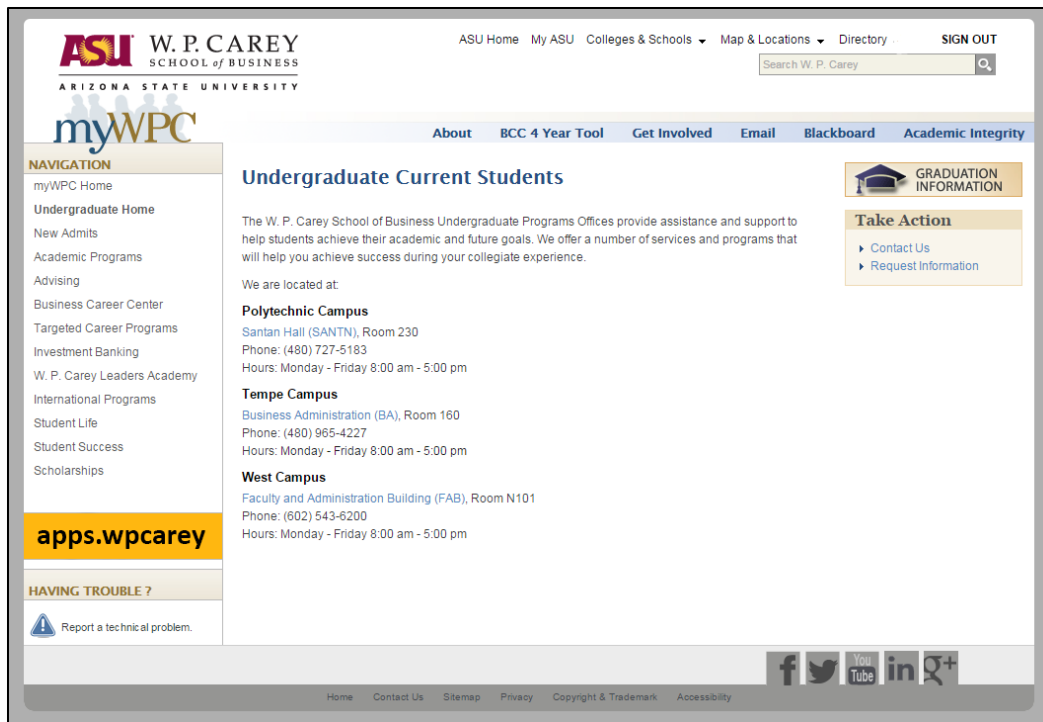 ASU W. P. CAREY
SCHOOL of BUSINESS
ARIZONA STATE UNIVERSITY
ASU Home My ASU Colleges & Schools Map & Locations Directory SIGN OUT
Search W. P. Carey
myWPC
About BCC 4 Year Tool Get Involved Email Blackboard Academic Integrity
NAVIGATION
myWPC Home
Undergraduate Home
New Admits
Academic Programs
Advising
Business Career Center
Targeted Career Programs
Investment Banking
W. P. Carey Leaders Academy
International Programs
Student Life
Student Success
Scholarships
apps.wpcarey
HAVING TROUBLE ?
Report a technical problem.
Undergraduate Current Students
The W. P. Carey School of Business Undergraduate Programs Offices provide assistance and support to
help students achieve their academic and future goals. We offer a number of services and programs that
will help you achieve success during your collegiate experience.
We are located at:
Polytechnic Campus
Santan Hall (SANTN), Room 230
Phone: (480) 727-5183
Hours: Monday - Friday 8:00 am - 5:00 pm
Tempe Campus
Business Administration (BA), Room 160
Phone: (480) 965-4227
Hours: Monday - Friday 8:00 am - 5:00 pm
West Campus
Faculty and Administration Building (FAB), Room N101
Phone: (602) 543-6200
Hours: Monday - Friday 8:00 am - 5:00 pm
GRADUATION
INFORMATION
Take Action
Contact Us
Request Information
f You Tube in g+
Home Contact Us Sitemap Privacy Copyright & Trademark Accessibility